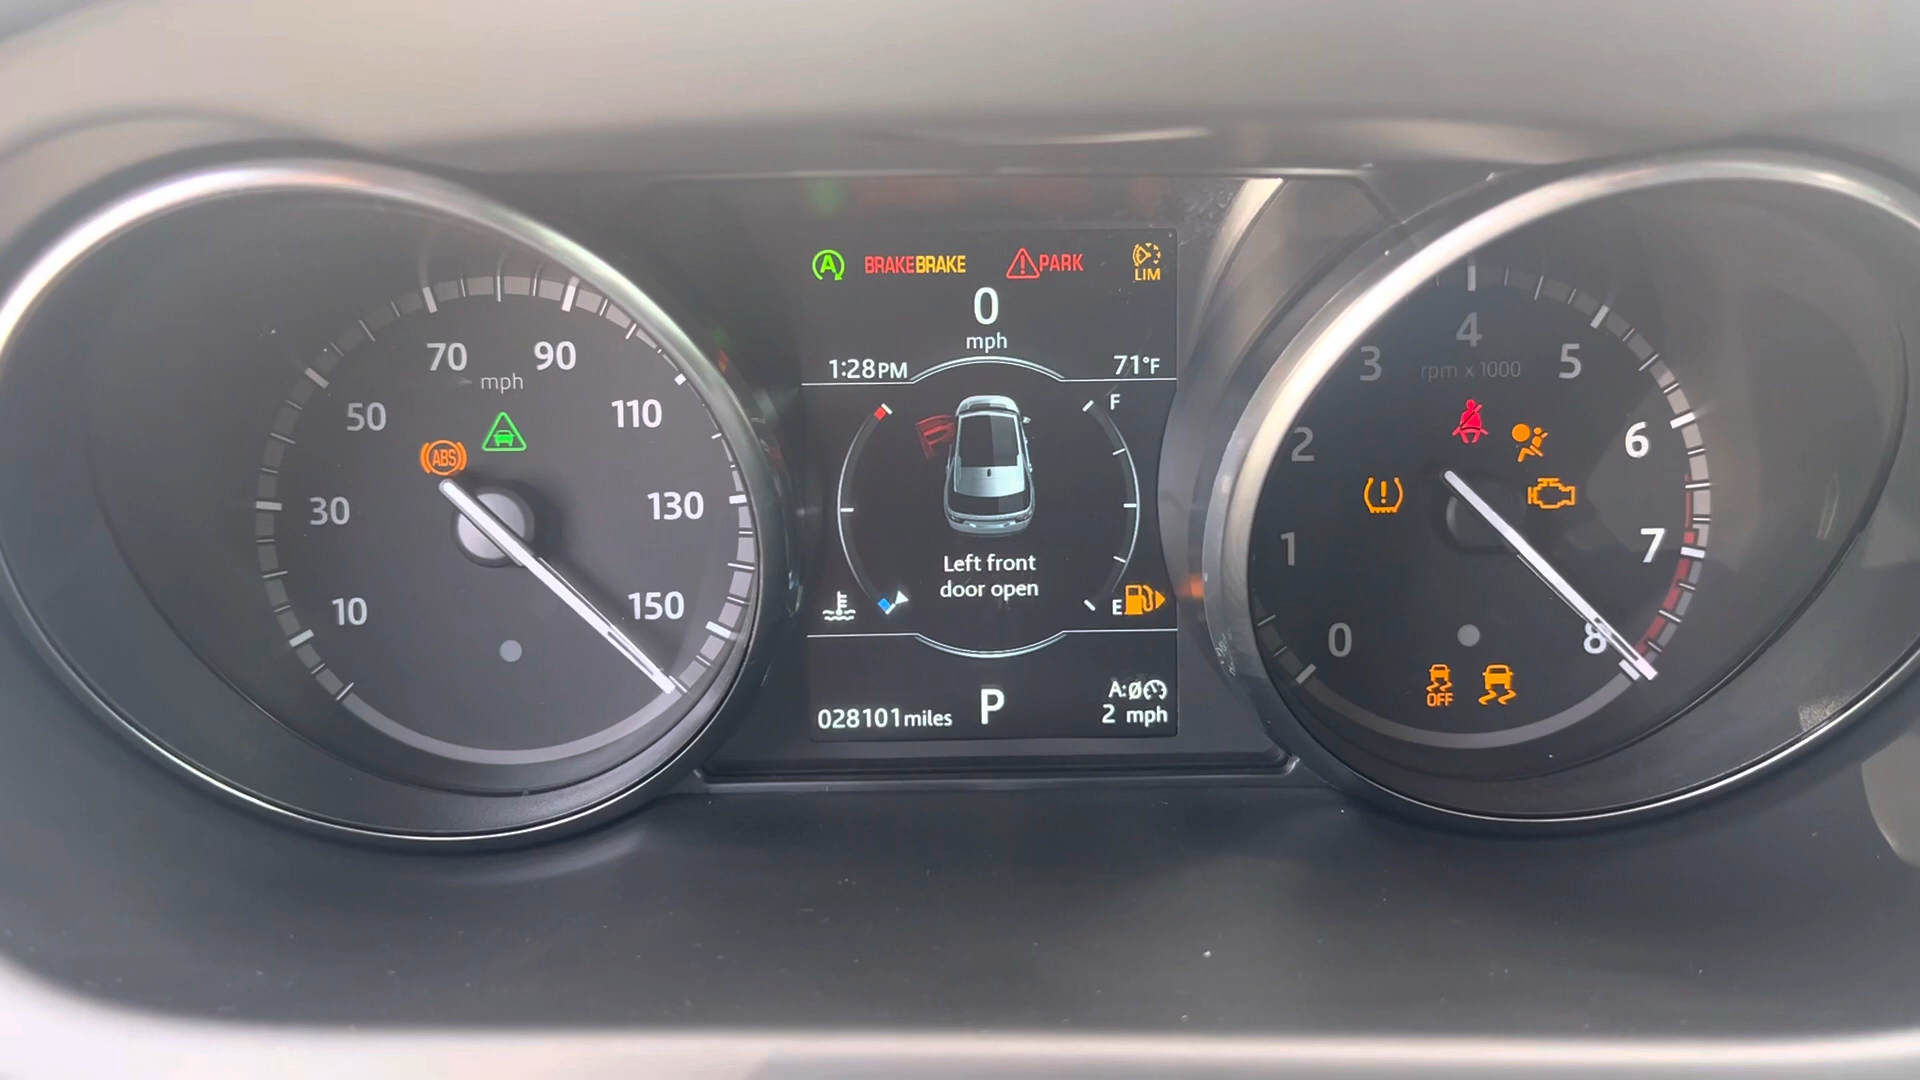 70 90
mph
50 110
ABS
30 130
10 150
A BRAKE BRAKE PARK LIM
0
mph
1:28PM 71°F
F
Left front
door open
E
028101 miles P A:Ø
2 mph
4
3 5
rpm x 1000
2 6
1 7
0 8
OFF